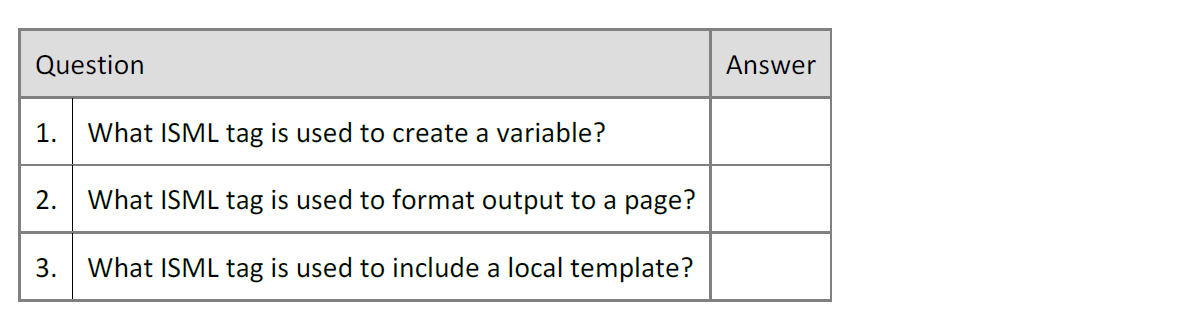 Question Answer
1. What ISML tag is used to create a variable?
2. What ISML tag is used to format output to a page?
3. What ISML tag is used to include a local template?